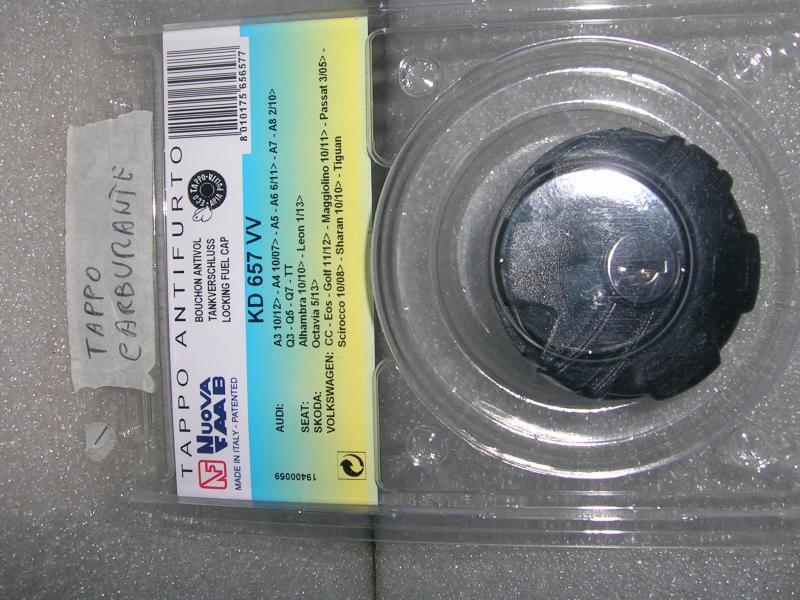 TAPPO
CARBURANTE
TAPPO ANTIFURTO
NF NUOVA
FAAB
MADE IN ITALY - PATENTED
BOUCHON ANTIVOL
TANKVERSCHLUSS
LOCKING FUEL CAP
8 010175 656577
KD 657 VV
AUDI: A3 10/12> - A4 10/07> - A5 - A6 6/11> - A7 - A8 2/10>
Q3 - Q5 - Q7 - TT
SEAT: Alhambra 10/10> - Leon 1/13>
SKODA: Octavia 5/13>
VOLKSWAGEN: CC - Eos - Golf 11/12> - Maggiolino 10/11> - Passat 3/05> -
Scirocco 10/08> - Sharan 10/10> - Tiguan
19400059